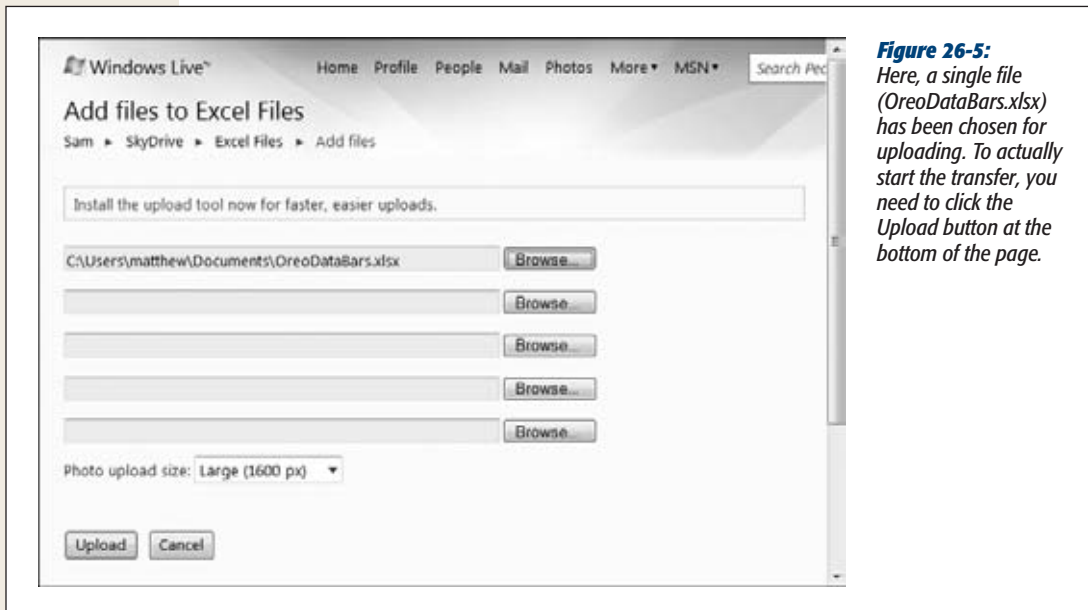 Windows Live™
Home Profile People Mail Photos More▾ MSN▾
Add files to Excel Files
Sam ▸ SkyDrive ▸ Excel Files ▸ Add files
Install the upload tool now for faster, easier uploads.
C:\Users\matthew\Documents\OreoDataBars.xlsx Browse...
Browse...
Browse...
Browse...
Browse...
Photo upload size: Large (1600 px) ▾
Upload Cancel
Search
Figure 26-5:
Here, a single file
(OreoDataBars.xlsx)
has been chosen for
uploading. To actually
start the transfer, you
need to click the
Upload button at the
bottom of the page.